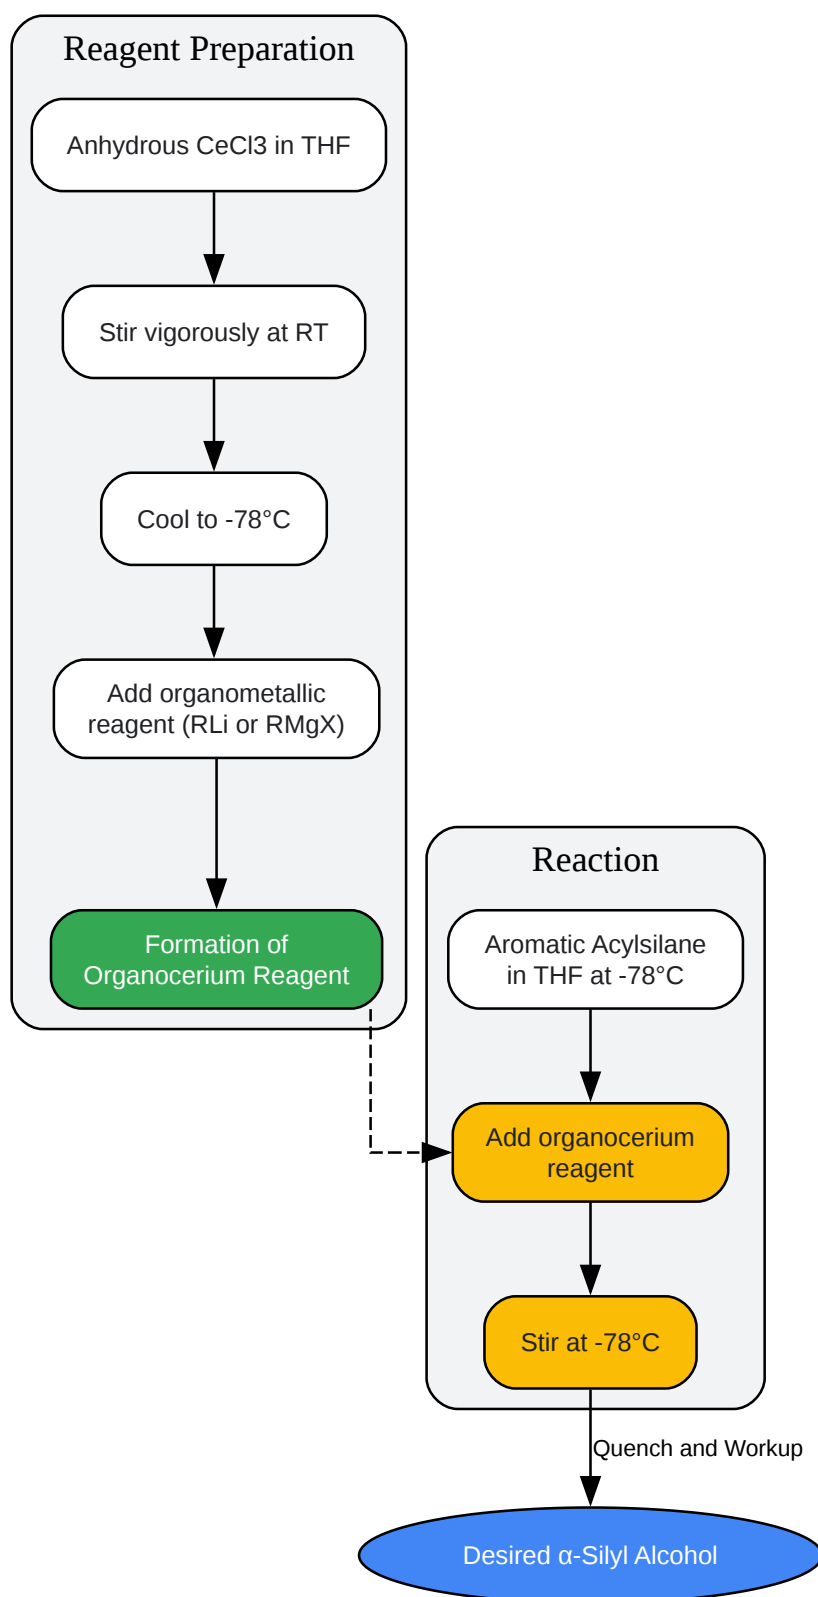 Reagent Preparation
Anhydrous CeCl3 in THF
Stir vigorously at RT
Cool to -78°C
Add organometallic
reagent (RLi or RMgX)
Formation of
Organocerium Reagent
Reaction
Aromatic Acylsilane
in THF at -78°C
Add organocerium
reagent
Stir at -78°C
Quench and Workup
Desired α-Silyl Alcohol